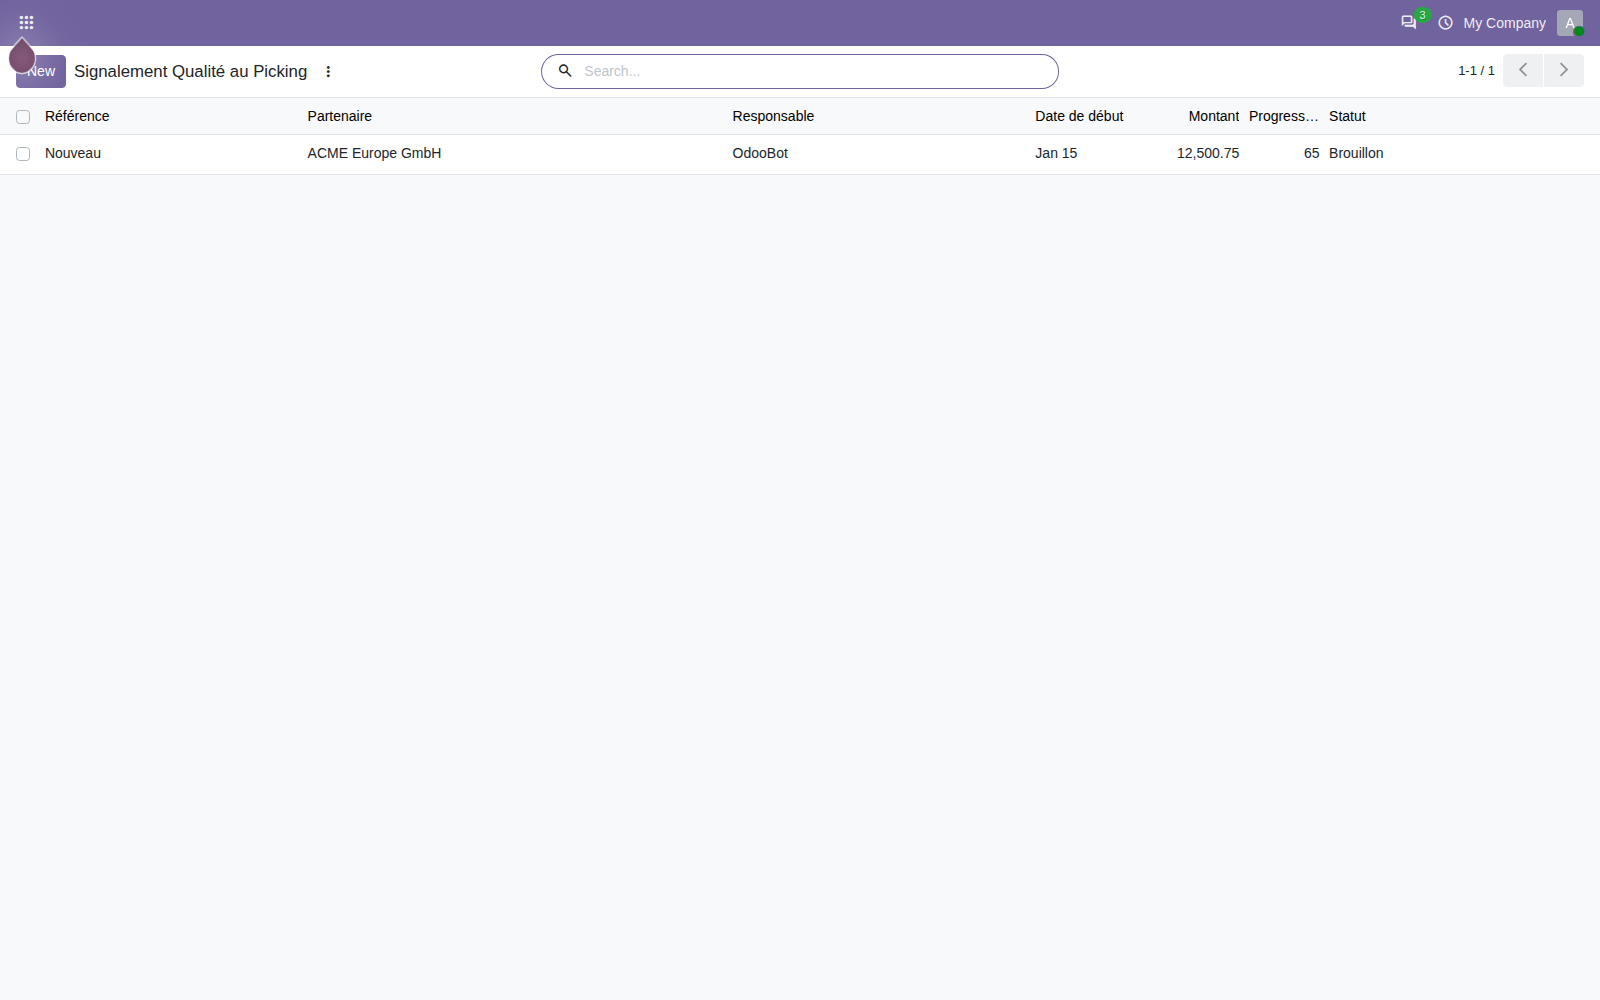 3
My Company
A
New
Signalement Qualité au Picking
Search...
1-1 / 1
Référence Partenaire Responsable Date de début Montant Progress... Statut
Nouveau ACME Europe GmbH OdooBot Jan 15 12,500.75 65 Brouillon